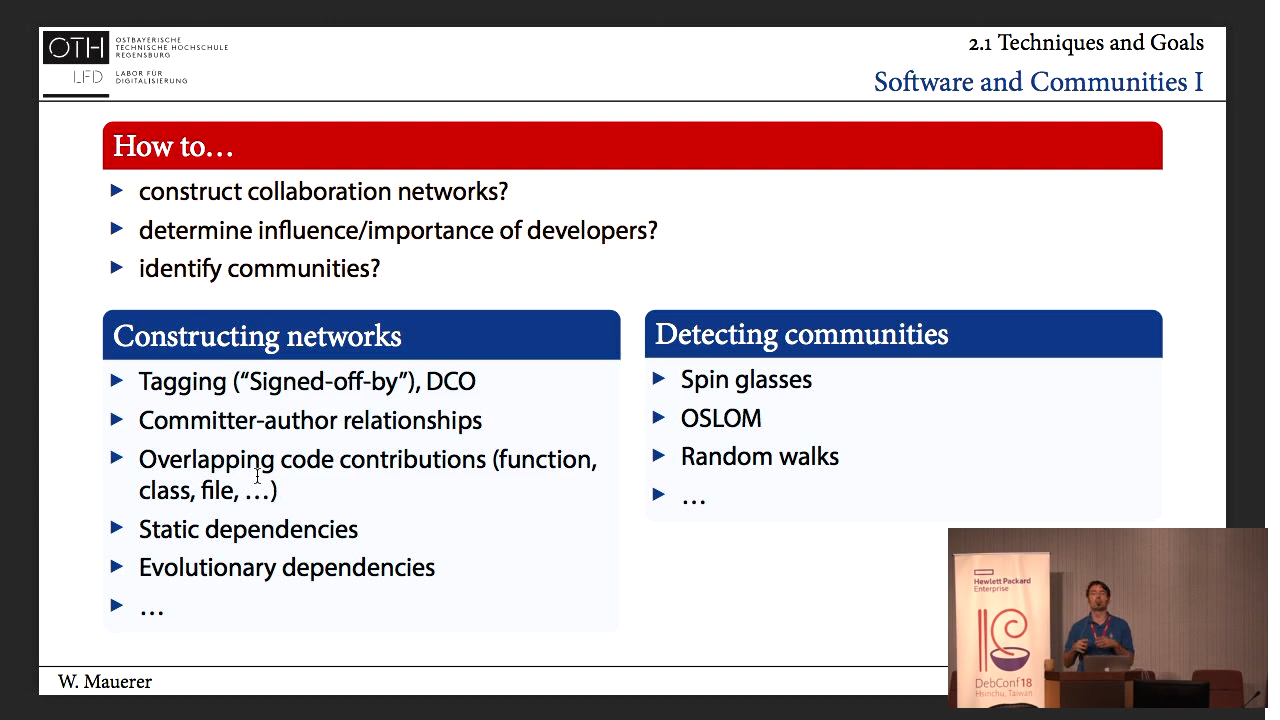 OTH
OSTBAYERISCHE
TECHNISCHE HOCHSCHULE
REGENSBURG
LFD
LABOR FÜR
DIGITALISIERUNG
2.1 Techniques and Goals
Software and Communities I
How to…
construct collaboration networks?
determine influence/importance of developers?
identify communities?
Constructing networks
Tagging (“Signed-off-by”), DCO
Committer-author relationships
Overlapping code contributions (function,
class, file, …)
Static dependencies
Evolutionary dependencies
…
Detecting communities
Spin glasses
OSLOM
Random walks
…
Hewlett Packard
Enterprise
DebConf18
Hsinchu, Taiwan
W. Mauerer